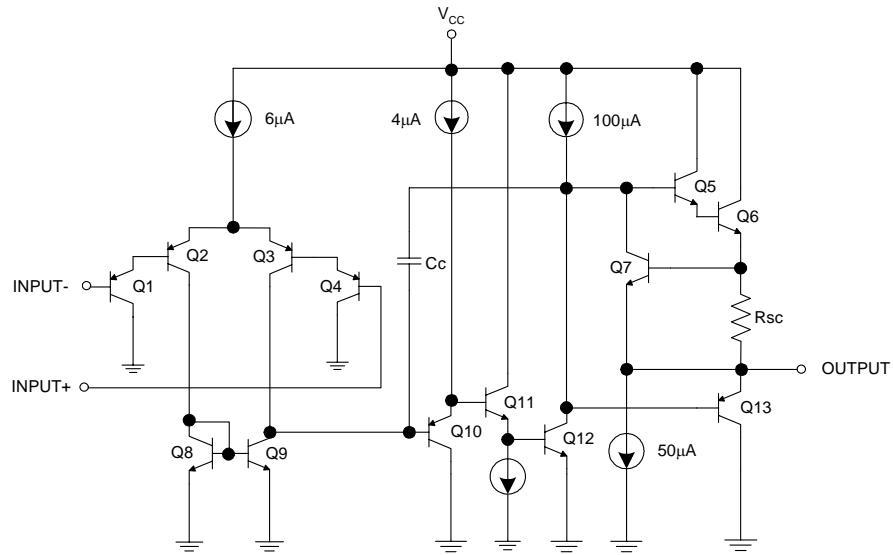 VCC
6µA
4µA
100µA
Q5
Q6
Q2
Q3
Q1
Q4
Cc
Q7
INPUT-
Rsc
OUTPUT
INPUT+
Q11
Q13
Q10
Q12
Q8
Q9
50µA